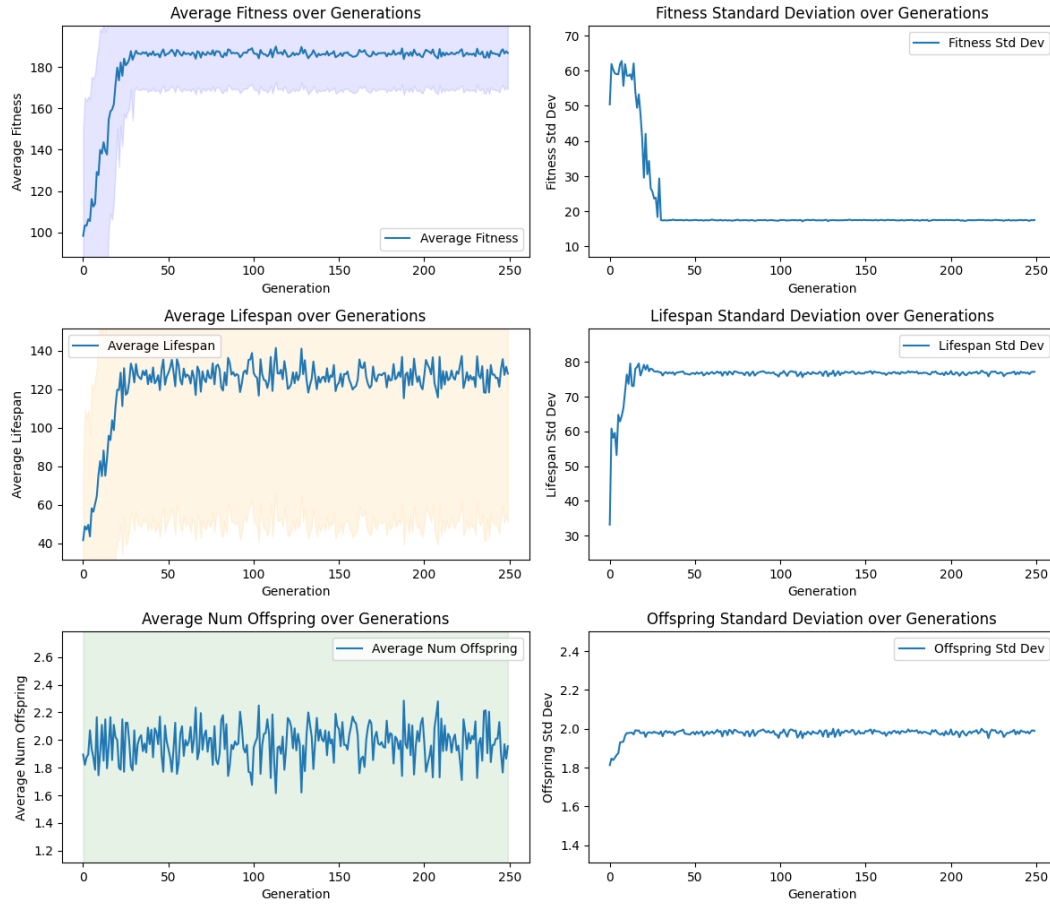 Average Fitness over Generations
Average Fitness
180
160
140
120
100
Average Fitness
0 50 100 150 200 250
Generation
Fitness Standard Deviation over Generations
Fitness Std Dev
70
60
50
40
30
20
10
Fitness Std Dev
0 50 100 150 200 250
Generation
Average Lifespan over Generations
Average Lifespan
140
120
100
80
60
40
Average Lifespan
0 50 100 150 200 250
Generation
Lifespan Standard Deviation over Generations
Lifespan Std Dev
80
70
60
50
40
30
Lifespan Std Dev
0 50 100 150 200 250
Generation
Average Num Offspring over Generations
Average Num Offspring
2.6
2.4
2.2
2.0
1.8
1.6
1.4
1.2
Average Num Offspring
0 50 100 150 200 250
Generation
Offspring Standard Deviation over Generations
Offspring Std Dev
2.4
2.2
2.0
1.8
1.6
1.4
Offspring Std Dev
0 50 100 150 200 250
Generation